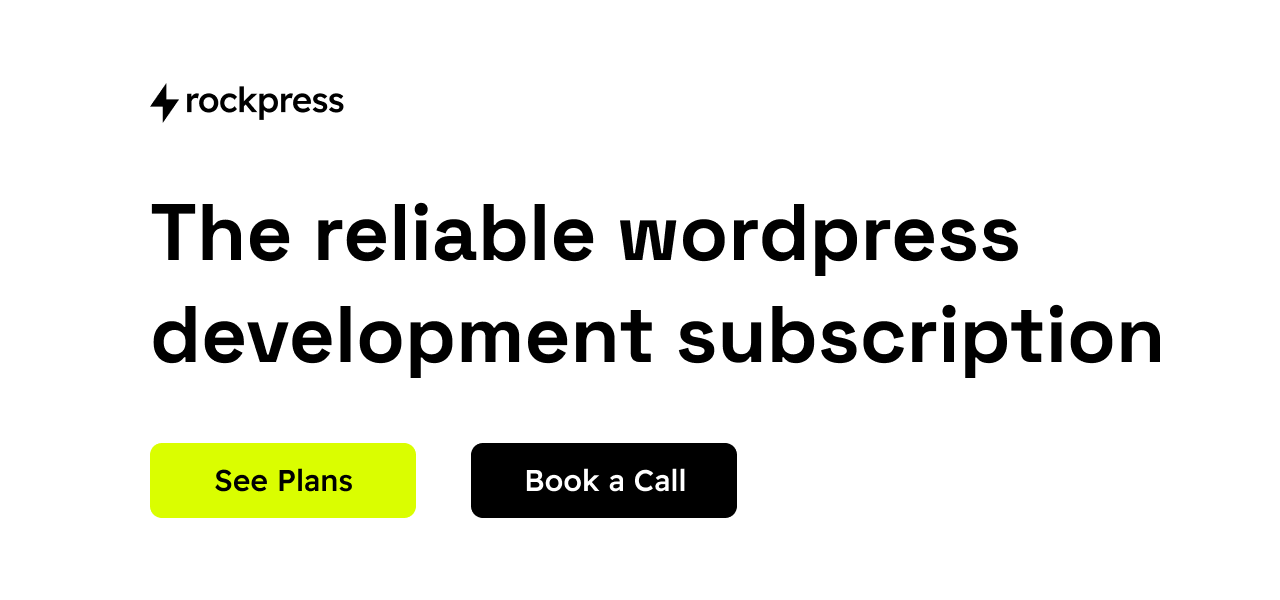 rockpress
The reliable wordpress
development subscription
See Plans
Book a Call